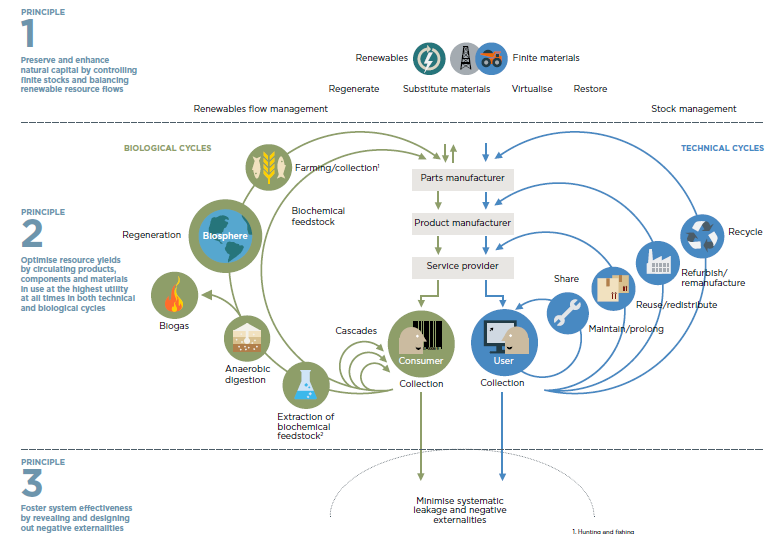 PRINCIPLE
1
Preserve and enhance
natural capital by controlling
finite stocks and balancing
renewable resource flows
Renewables
Finite materials
Regenerate
Substitute materials
Virtualise
Restore
Renewables flow management
Stock management
BIOLOGICAL CYCLES
TECHNICAL CYCLES
Farming/collection¹
Parts manufacturer
Biochemical
feedstock
PRINCIPLE
2
Optimise resource yields
by circulating products,
components and materials
in use at the highest utility
at all times in both technical
and biological cycles
Regeneration
Biosphere
Product manufacturer
Recycle
Service provider
Share
Refurbish/
remanufacture
Reuse/redistribute
Biogas
Cascades
Maintain/prolong
Anaerobic
digestion
Consumer
User
Collection
Collection
Extraction of
biochemical
feedstock²
PRINCIPLE
3
Foster system effectiveness
by revealing and designing
out negative externalities
Minimise systematic
leakage and negative
externalities
1. Hunting and fishing